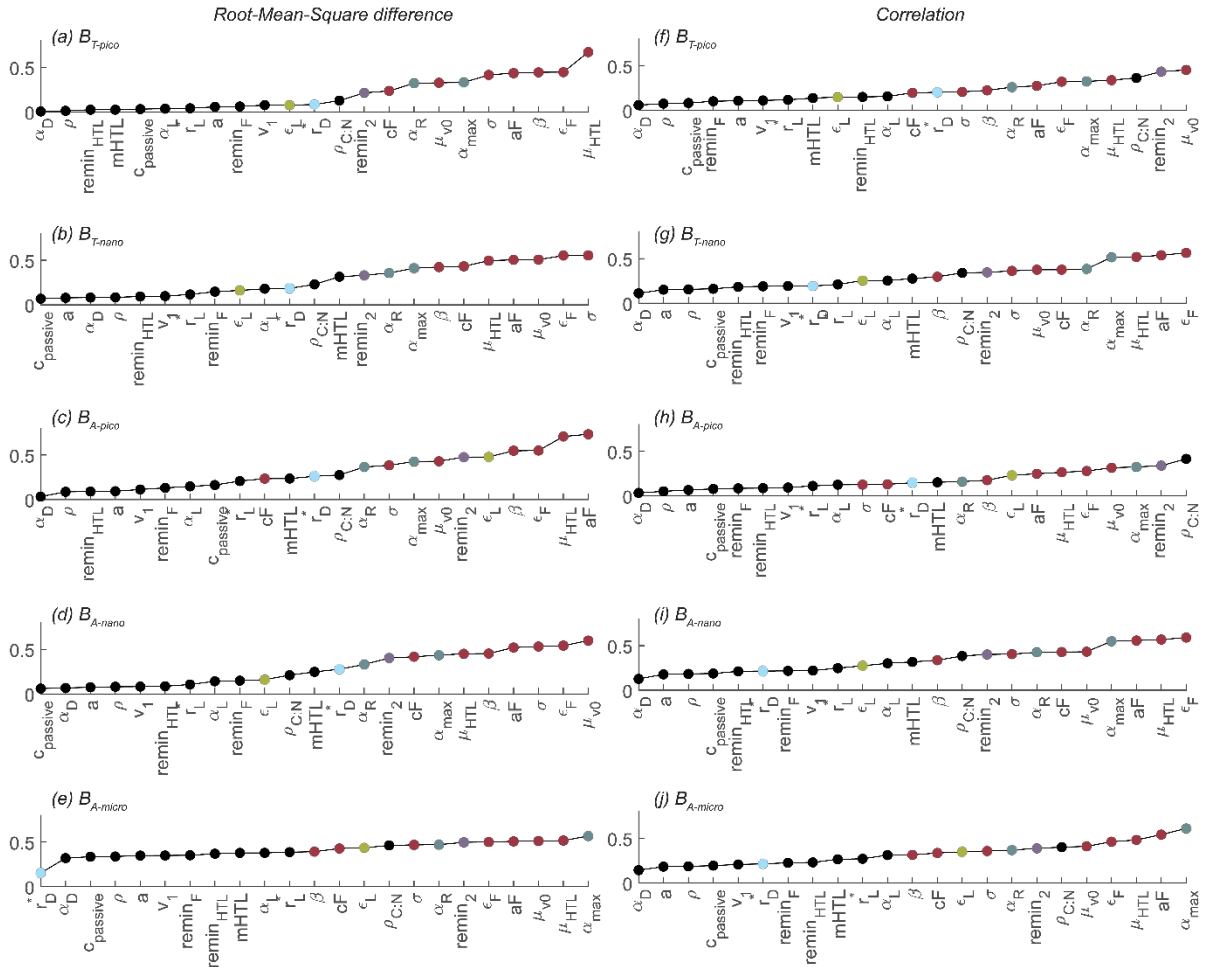 Root-Mean-Square difference
(a) B_T-pico
0.5
0
α_D ρ remin_HTL mHTL c_passive α_L r_L a remin_F v_1 ϵ_L r*_D ρ_C:N remin_2 cF α_R μ_v0 α_max σ aF β ϵ_F μ_HTL
(b) B_T-nano
0.5
0
c_passive a α_D ρ remin_HTL v_1 r_L remin_F ϵ_L α_L r*_D ρ_C:N mHTL remin_2 α_R α_max β cF μ_HTL aF μ_v0 ϵ_F σ
(c) B_A-pico
0.5
0
α_D ρ remin_HTL a v_1 remin_F α_L c_passive r_L cF mHTL r*_D ρ_C:N α_R σ α_max μ_v0 remin_2 ϵ_L β ϵ_F μ_HTL aF
(d) B_A-nano
0.5
0
c_passive α_D a ρ v_1 remin_HTL r_L α_L remin_F ϵ_L ρ_C:N mHTL r*_D α_R remin_2 cF α_max μ_HTL β aF σ ϵ_F μ_v0
(e) B_A-micro
0.5
0
r*_D α_D c_passive ρ a v_1 remin_F remin_HTL mHTL α_L r_L β cF ϵ_L ρ_C:N σ α_R remin_2 ϵ_F aF μ_v0 μ_HTL α_max
Correlation
(f) B_T-pico
0.5
0
α_D ρ c_passive remin_F a v_1 r_L mHTL ϵ_L remin_HTL α_L cF r*_D σ β α_R aF ϵ_F α_max μ_HTL ρ_C:N remin_2 μ_v0
(g) B_T-nano
0.5
0
α_D a ρ c_passive remin_HTL remin_F v_1 r*_D r_L ϵ_L α_L mHTL β ρ_C:N remin_2 σ μ_v0 cF α_R α_max μ_HTL aF ϵ_F
(h) B_A-pico
0.5
0
α_D ρ a c_passive remin_F remin_HTL v_1 r_L α_L σ cF r*_D mHTL α_R β ϵ_L aF μ_HTL ϵ_F μ_v0 α_max remin_2 ρ_C:N
(i) B_A-nano
0.5
0
α_D a ρ c_passive remin_HTL r*_D remin_F v_1 r_L ϵ_L α_L mHTL β ρ_C:N remin_2 σ α_R cF μ_v0 α_max aF μ_HTL ϵ_F
(j) B_A-micro
0.5
0
α_D a ρ c_passive v_1 r*_D remin_F remin_HTL mHTL r_L α_L β cF ϵ_L σ α_R remin_2 ρ_C:N μ_v0 ϵ_F μ_HTL aF α_max